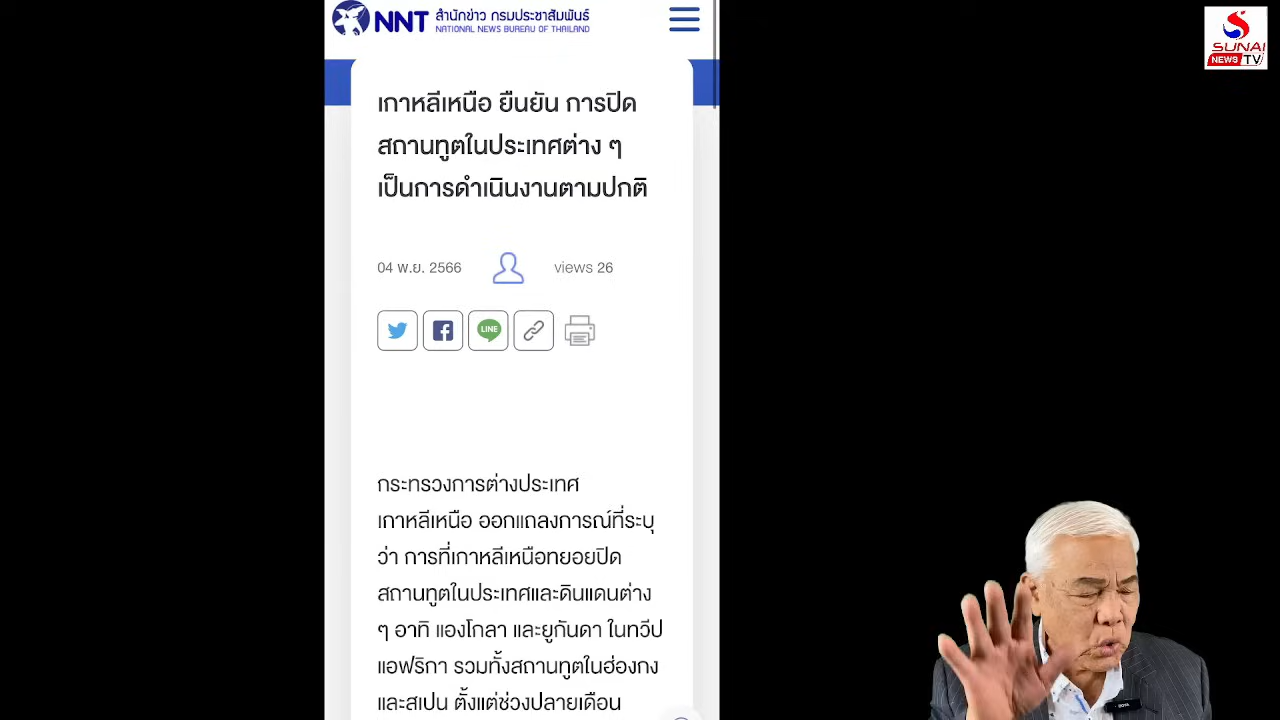 NNT สำนักข่าว กรมประชาสัมพันธ์
NATIONAL NEWS BUREAU OF THAILAND
SUNAI
NEWS TV
เกาหลีเหนือ ยืนยัน การปิด
สถานทูตในประเทศต่าง ๆ
เป็นการดำเนินงานตามปกติ
04 พ.ย. 2566
views 26
LINE
กระทรวงการต่างประเทศ
เกาหลีเหนือ ออกแถลงการณ์ที่ระบุ
ว่า การที่เกาหลีเหนือทยอยปิด
สถานทูตในประเทศและดินแดนต่าง
ๆ อาทิ แองโกลา และยูกันดา ในทวีป
แอฟริกา รวมทั้งสถานทูตในฮ่องกง
และสเปน ตั้งแต่ช่วงปลายเดือน